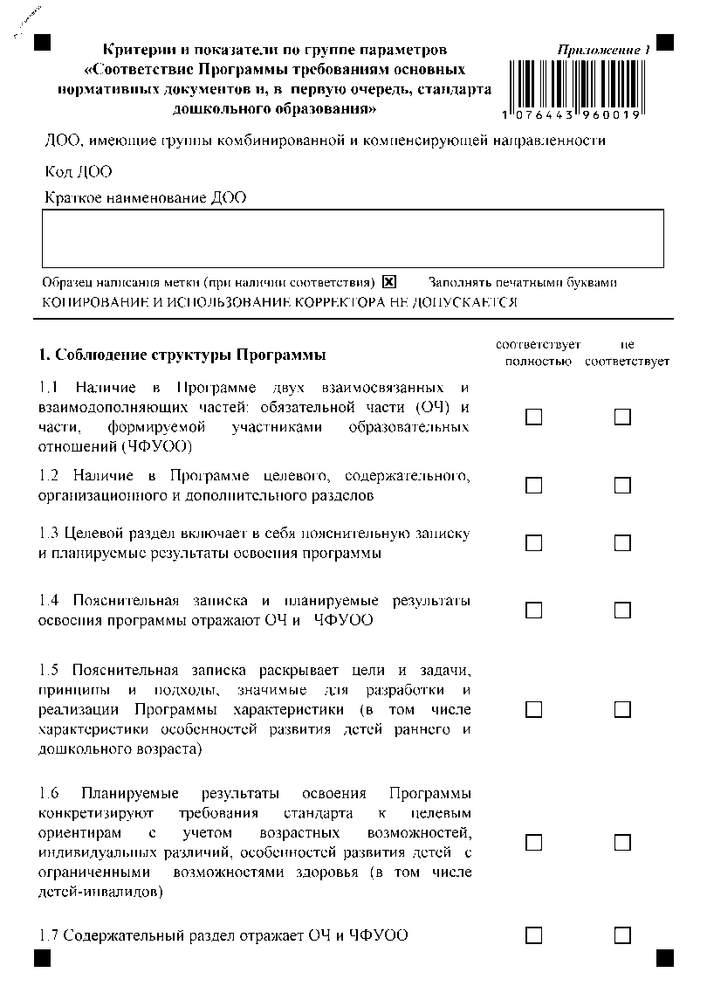 Критерии и показатели по группе параметров
«Соответствие Программы требованиям основных
нормативных документов и, в первую очередь, стандарта
дошкольного образования»
Приложение 1
1 076443 960019
ДОО, имеющие группы комбинированной и компенсирующей направленности
Код ДОО
Краткое наименование ДОО
Образец написания метки (при наличии соответствия) ☒ Заполнять печатными буквами
КОПИРОВАНИЕ И ИСПОЛЬЗОВАНИЕ КОРРЕКТОРА НЕ ДОПУСКАЕТСЯ
1. Соблюдение структуры Программы
соответствует полностью
не соответствует
1.1 Наличие в Программе двух взаимосвязанных и
взаимодополняющих частей: обязательной части (ОЧ) и
части, формируемой участниками образовательных
отношений (ЧФУОО)
1.2 Наличие в Программе целевого, содержательного,
организационного и дополнительного разделов
1.3 Целевой раздел включает в себя пояснительную записку
и планируемые результаты освоения программы
1.4 Пояснительная записка и планируемые результаты
освоения программы отражают ОЧ и ЧФУОО
1.5 Пояснительная записка раскрывает цели и задачи,
принципы и подходы, значимые для разработки и
реализации Программы характеристики (в том числе
характеристики особенностей развития детей раннего и
дошкольного возраста)
1.6 Планируемые результаты освоения Программы
конкретизируют требования стандарта к целевым
ориентирам с учетом возрастных возможностей,
индивидуальных различий, особенностей развития детей с
ограниченными возможностями здоровья (в том числе
детей-инвалидов)
1.7 Содержательный раздел отражает ОЧ и ЧФУОО